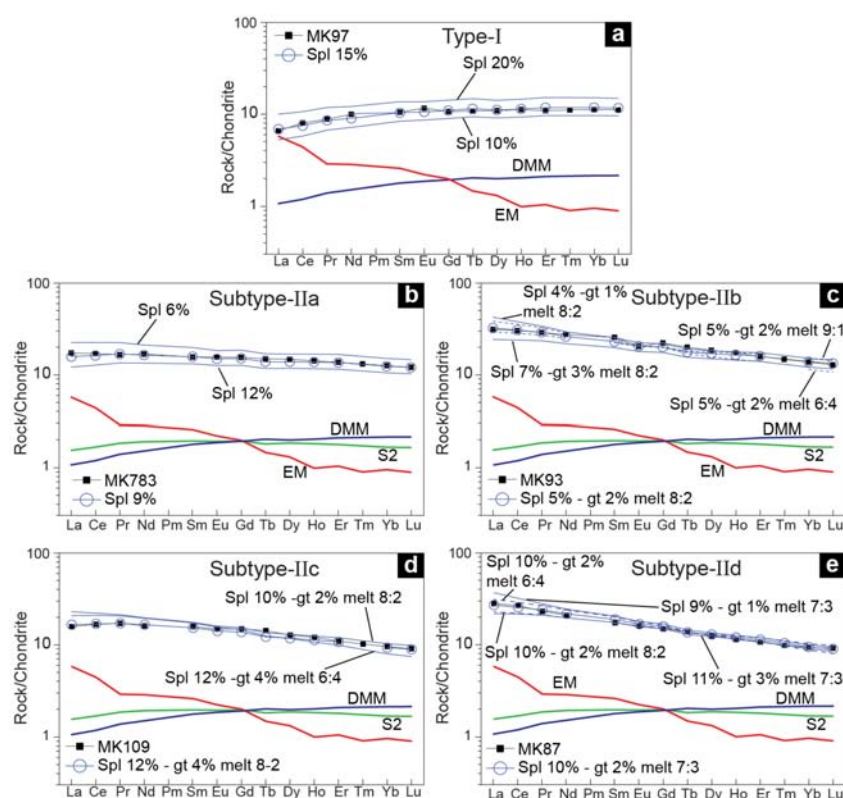 a
Type-I
MK97
Spl 15%
Spl 20%
Spl 10%
DMM
EM
Rock/Chondrite
100
10
1
La Ce Pr Nd Pm Sm Eu Gd Tb Dy Ho Er Tm Yb Lu
b
Subtype-IIa
Spl 6%
Spl 12%
DMM
S2
EM
MK783
Spl 9%
Rock/Chondrite
100
10
1
La Ce Pr Nd Pm Sm Eu Gd Tb Dy Ho Er Tm Yb Lu
c
Subtype-IIb
Spl 4% -gt 1%
melt 8:2
Spl 5% -gt 2% melt 9:1
Spl 7% -gt 3% melt 8:2
Spl 5% -gt 2% melt 6:4
DMM
S2
EM
MK93
Spl 5% - gt 2% melt 8:2
Rock/Chondrite
100
10
1
La Ce Pr Nd Pm Sm Eu Gd Tb Dy Ho Er Tm Yb Lu
d
Subtype-IIc
Spl 10% -gt 2% melt 8:2
Spl 12% -gt 4% melt 6:4
DMM
S2
EM
MK109
Spl 12% - gt 4% melt 8-2
Rock/Chondrite
100
10
1
La Ce Pr Nd Pm Sm Eu Gd Tb Dy Ho Er Tm Yb Lu
e
Subtype-IId
Spl 10% - gt 2%
melt 6:4
Spl 9% - gt 1% melt 7:3
Spl 10% - gt 2% melt 8:2
Spl 11% - gt 3% melt 7:3
EM
DMM
S2
MK87
Spl 10% - gt 2% melt 7:3
Rock/Chondrite
100
10
1
La Ce Pr Nd Pm Sm Eu Gd Tb Dy Ho Er Tm Yb Lu